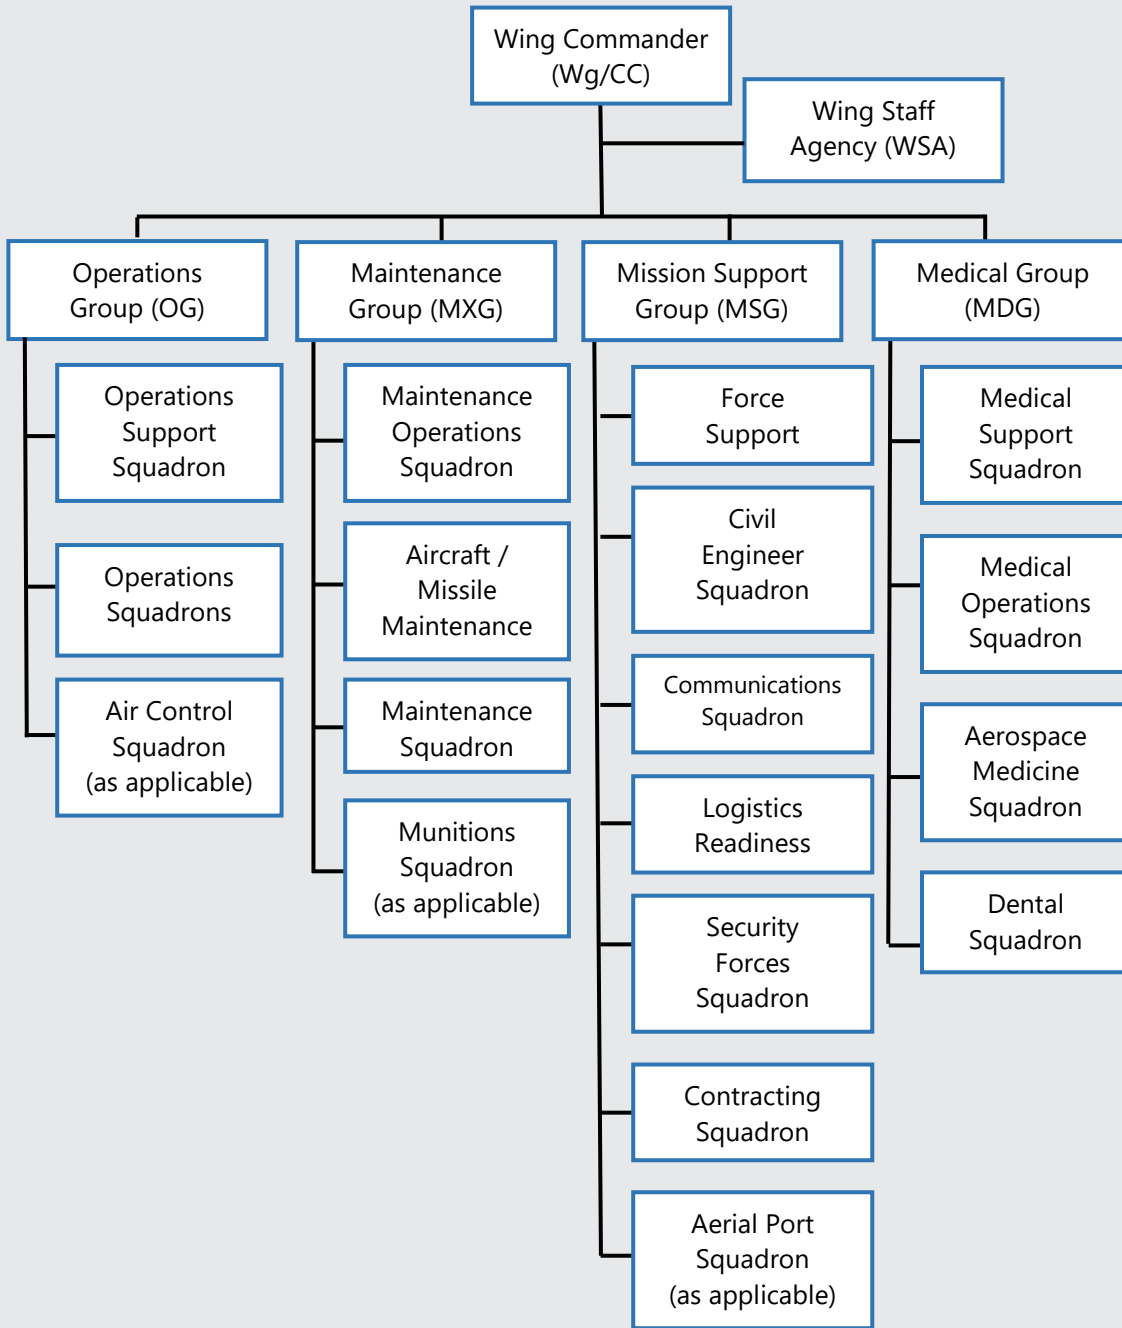 Wing Commander
(Wg/CC)
Wing Staff
Agency (WSA)
Operations
Group (OG)
Maintenance
Group (MXG)
Mission Support
Group (MSG)
Medical Group
(MDG)
Operations
Support
Squadron
Operations
Squadrons
Air Control
Squadron
(as applicable)
Maintenance
Operations
Squadron
Aircraft /
Missile
Maintenance
Maintenance
Squadron
Munitions
Squadron
(as applicable)
Force
Support
Civil
Engineer
Squadron
Communications
Squadron
Logistics
Readiness
Security
Forces
Squadron
Contracting
Squadron
Aerial Port
Squadron
(as applicable)
Medical
Support
Squadron
Medical
Operations
Squadron
Aerospace
Medicine
Squadron
Dental
Squadron